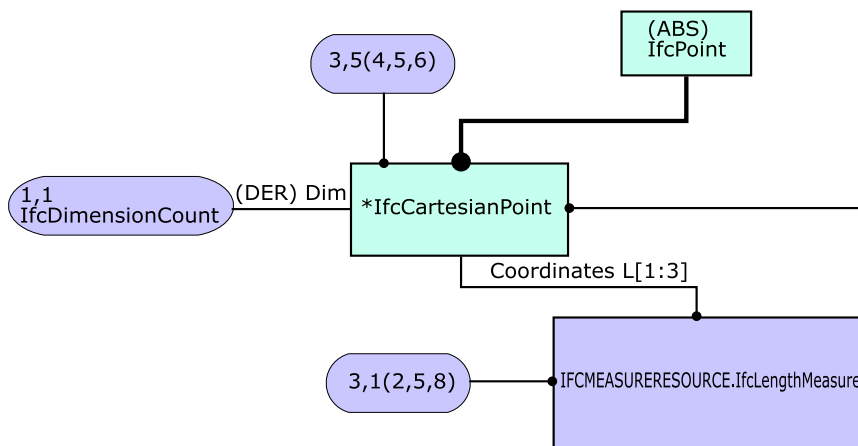 (ABS)
IfcPoint
3,5(4,5,6)
1,1
IfcDimensionCount
(DER) Dim
*IfcCartesianPoint
Coordinates L[1:3]
3,1(2,5,8)
IFCMEASURERESOURCE.IfcLengthMeasure